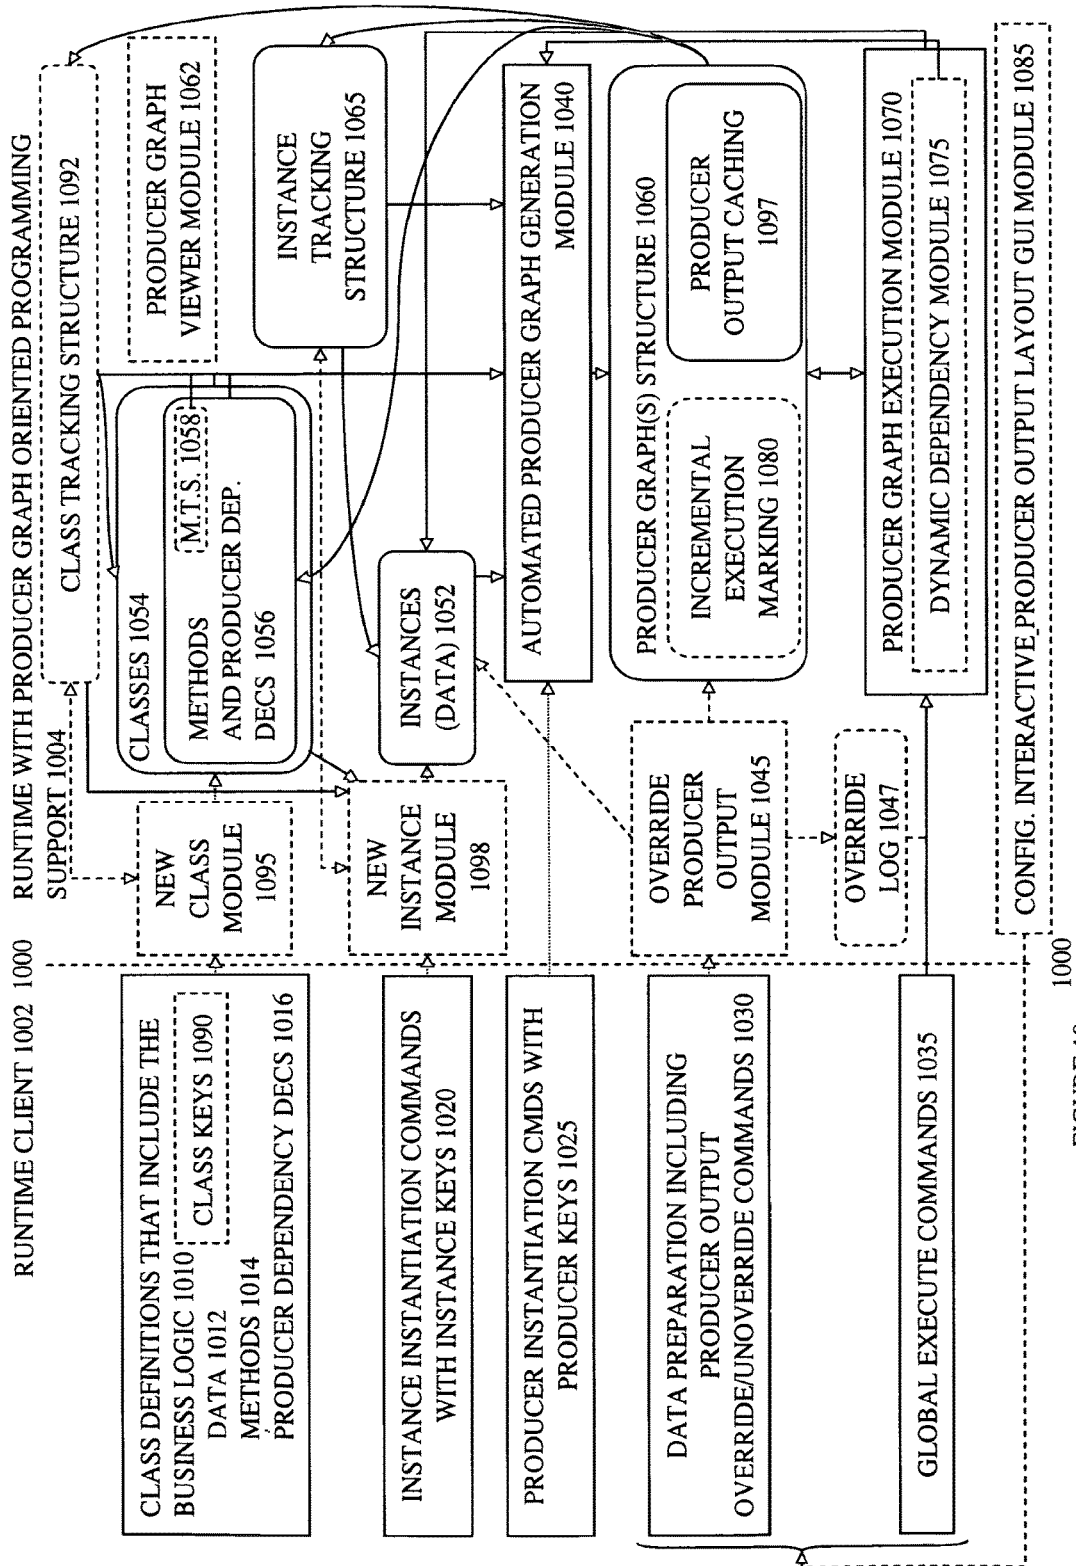 RUNTIME CLIENT 1002
1000
RUNTIME WITH PRODUCER GRAPH ORIENTED PROGRAMMING
SUPPORT 1004
CLASS DEFINITIONS THAT INCLUDE THE
BUSINESS LOGIC 1010
CLASS KEYS 1090
DATA 1012
METHODS 1014
PRODUCER DEPENDENCY DECS 1016
INSTANCE INSTANTIATION COMMANDS
WITH INSTANCE KEYS 1020
PRODUCER INSTANTIATION CMDS WITH
PRODUCER KEYS 1025
DATA PREPARATION INCLUDING
PRODUCER OUTPUT
OVERRIDE/UNOVERRIDE COMMANDS 1030
GLOBAL EXECUTE COMMANDS 1035
NEW
CLASS
MODULE
1095
NEW
INSTANCE
MODULE
1098
OVERRIDE
PRODUCER
OUTPUT
MODULE 1045
OVERRIDE
LOG 1047
CLASS TRACKING STRUCTURE 1092
CLASSES 1054
M.T.S. 1058
METHODS
AND PRODUCER DEP.
DECS 1056
PRODUCER GRAPH
VIEWER MODULE 1062
INSTANCE
TRACKING
STRUCTURE 1065
INSTANCES
(DATA) 1052
AUTOMATED PRODUCER GRAPH GENERATION
MODULE 1040
PRODUCER GRAPH(S) STRUCTURE 1060
INCREMENTAL
EXECUTION
MARKING 1080
PRODUCER
OUTPUT CACHING
1097
PRODUCER GRAPH EXECUTION MODULE 1070
DYNAMIC DEPENDENCY MODULE 1075
CONFIG. INTERACTIVE PRODUCER OUTPUT LAYOUT GUI MODULE 1085
1000